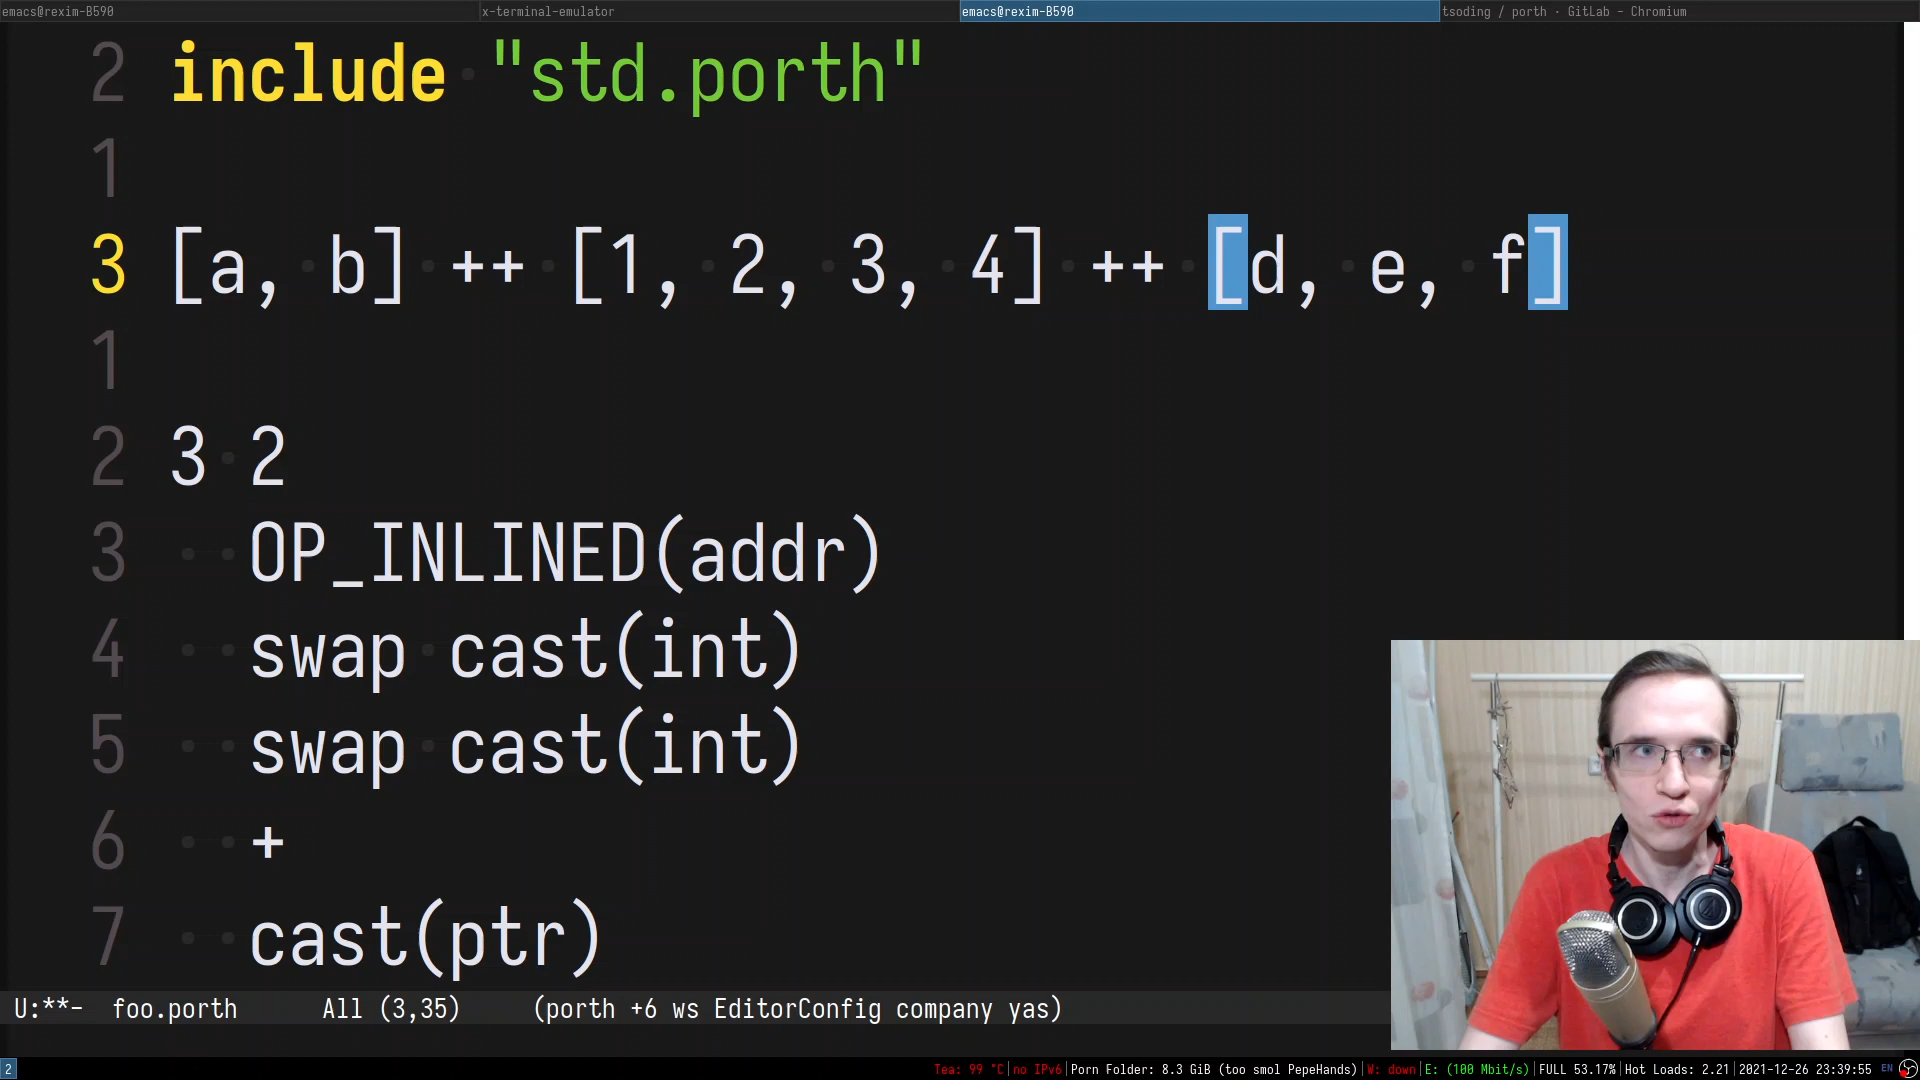 emacs@rexim-B590 x-terminal-emulator emacs@rexim-B590 tsoding / porth · GitLab - Chromium
2 include "std.porth"
1
3 [a, b] ++ [1, 2, 3, 4] ++ [d, e, f]
1
2 3 2
3 OP_INLINED(addr)
4 swap cast(int)
5 swap cast(int)
6 +
7 cast(ptr)
U:**- foo.porth All (3,35) (porth +6 ws EditorConfig company yas)
2 Tea: 99 °C|no IPv6|Porn Folder: 8.3 GiB (too smol PepeHands)|W: down|E: (100 Mbit/s)|FULL 53.17%|Hot Loads: 2.21|2021-12-26 23:39:55 EN